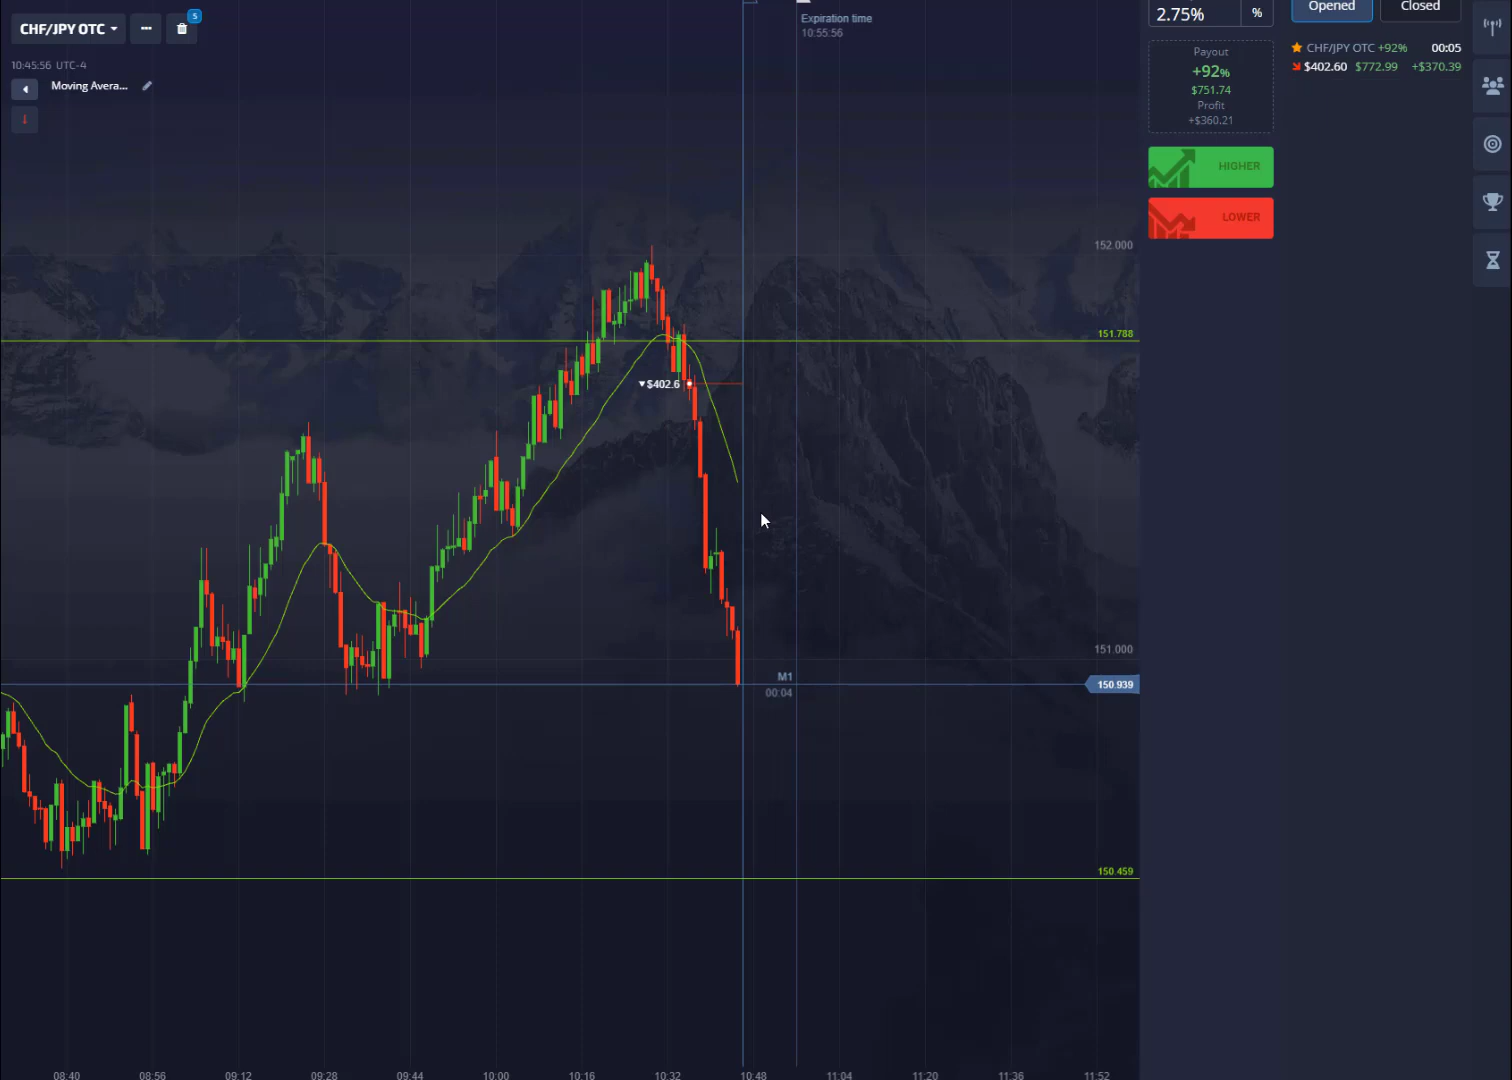 CHF/JPY OTC
5
10:45:56 UTC-4
Moving Avera...
Expiration time
10:55:56
2.75%
%
Payout
+92%
$751.74
Profit
+$360.21
HIGHER
LOWER
Opened
Closed
CHF/JPY OTC +92% 00:05
$402.60 $772.99 +$370.39
152.000
151.788
▼$402.6
151.000
M1
00:04
150.939
150.459
08:40 08:56 09:12 09:28 09:44 10:00 10:16 10:32 10:48 11:04 11:20 11:36 11:52